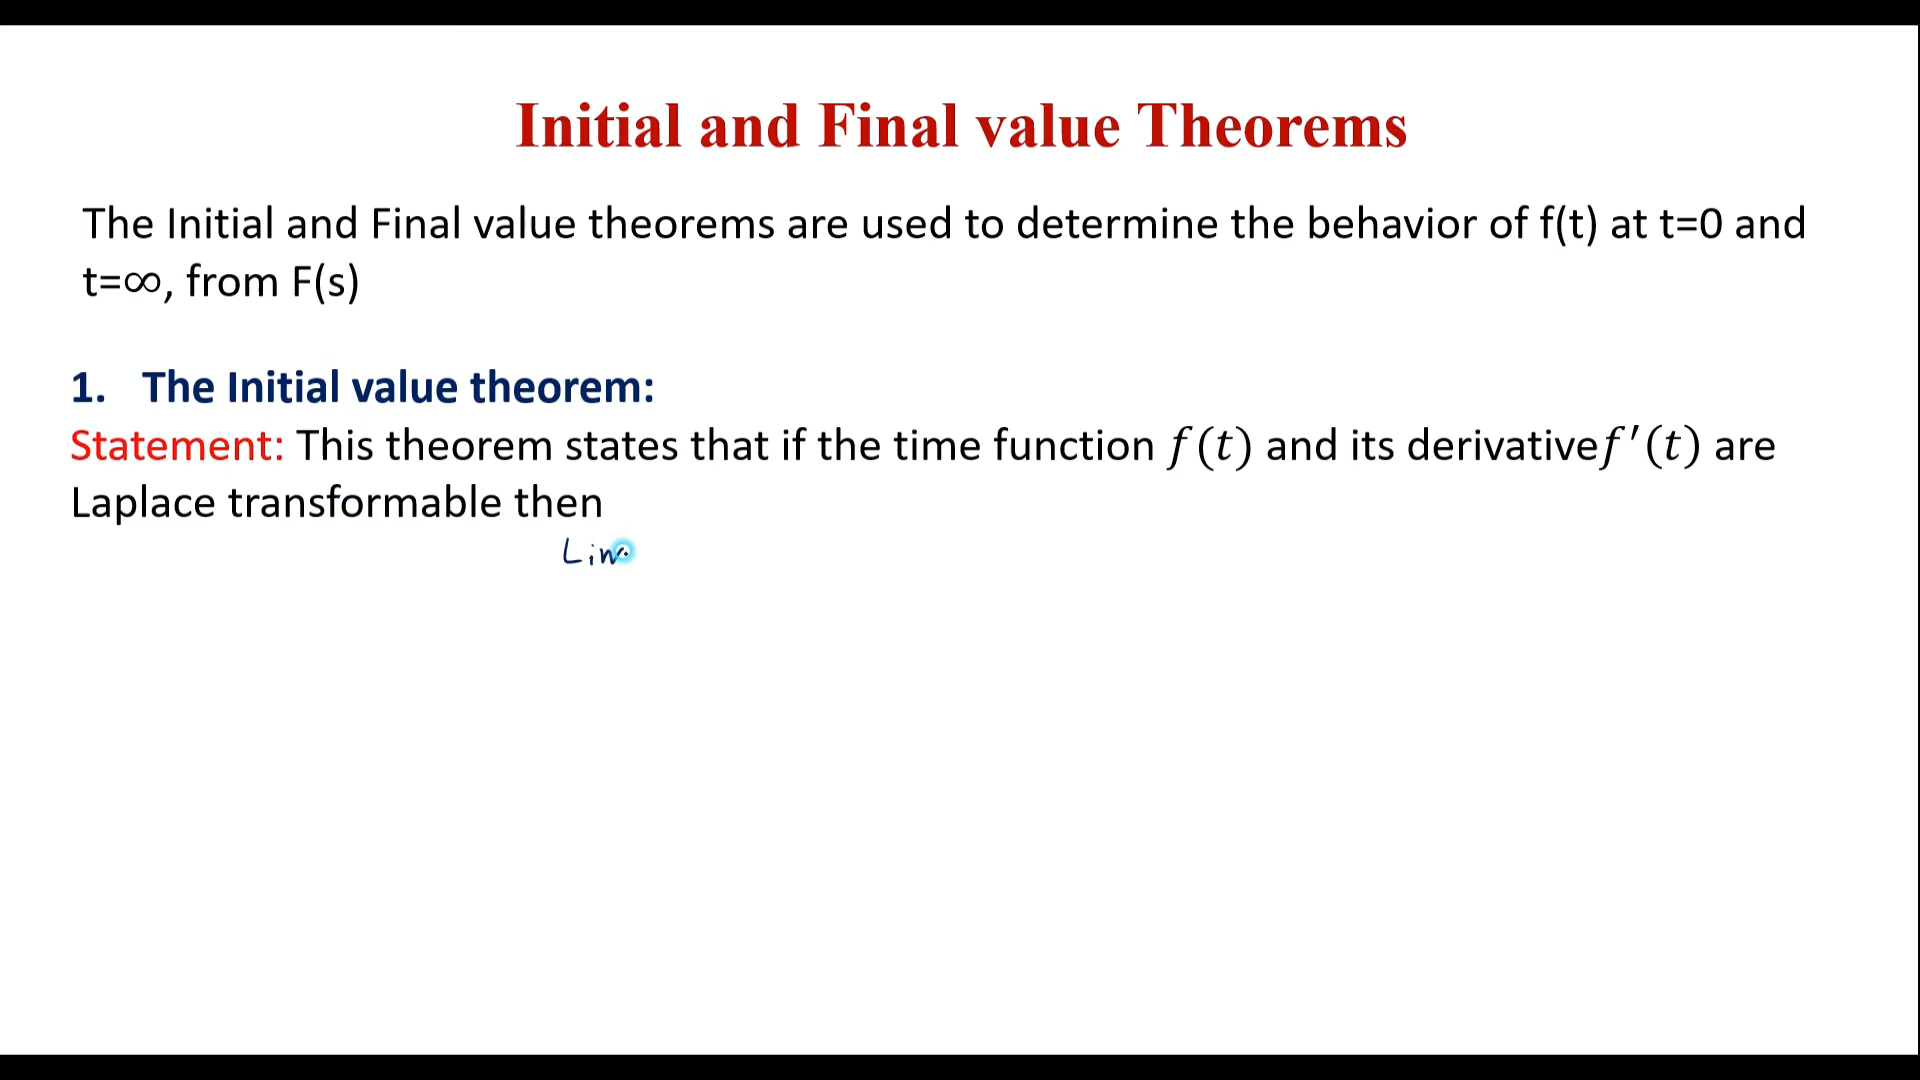 Initial and Final value Theorems
The Initial and Final value theorems are used to determine the behavior of f(t) at t=0 and
t=∞, from F(s)
1. The Initial value theorem:
Statement: This theorem states that if the time function f(t) and its derivativef′(t) are
Laplace transformable then
Lim